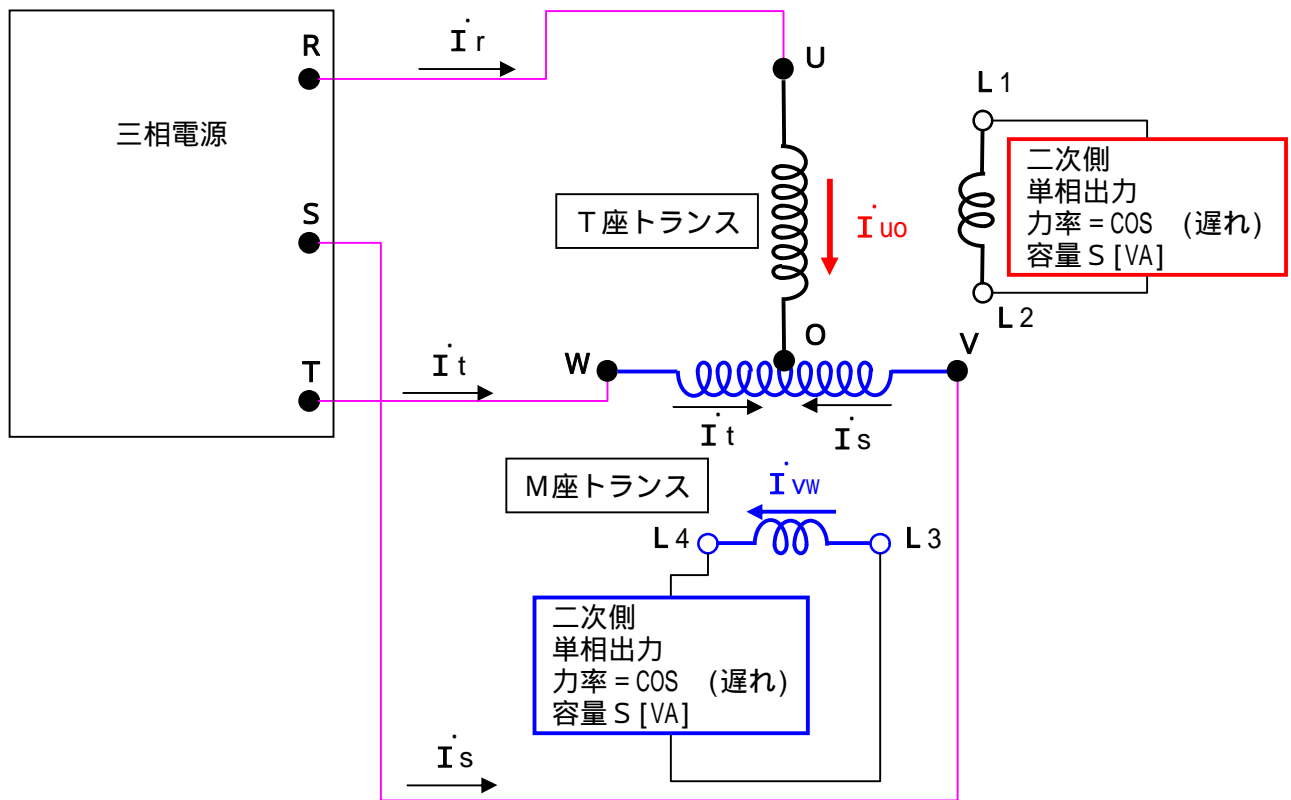 三相電源
R
İr
S
T
İt
U
T座トランス
İuo
O
W
V
İt
İs
L1
二次側
単相出力
力率=COS (遅れ)
容量S[VA]
L2
M座トランス
İvw
L4
L3
二次側
単相出力
力率=COS (遅れ)
容量S[VA]
İs